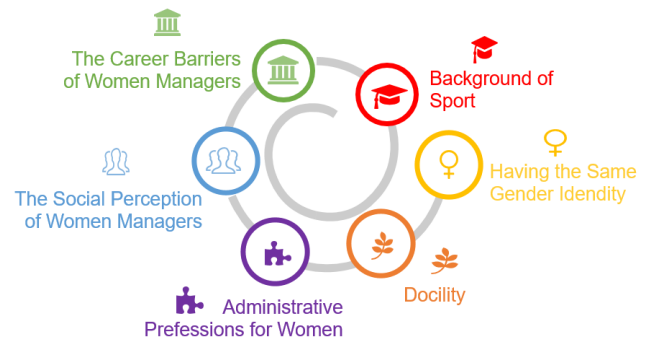 The Career Barriers
of Women Managers
Background of
Sport
Having the Same
Gender Idendity
The Social Perception
of Women Managers
Docility
Administrative
Prefessions for Women